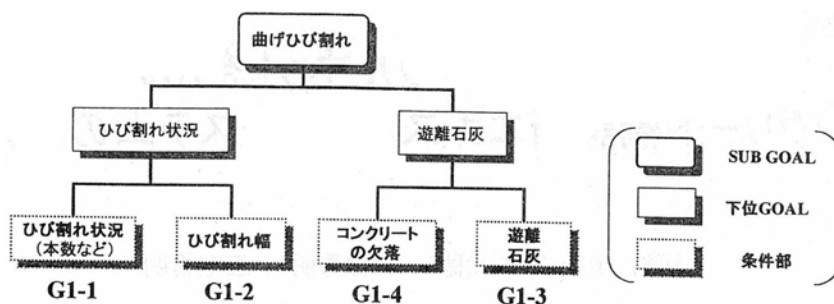 曲げひび割れ
ひび割れ状況
遊離石灰
ひび割れ状況
(本数など)
ひび割れ幅
コンクリート
の欠落
遊離
石灰
G1-1
G1-2
G1-4
G1-3
SUB GOAL
下位GOAL
条件部